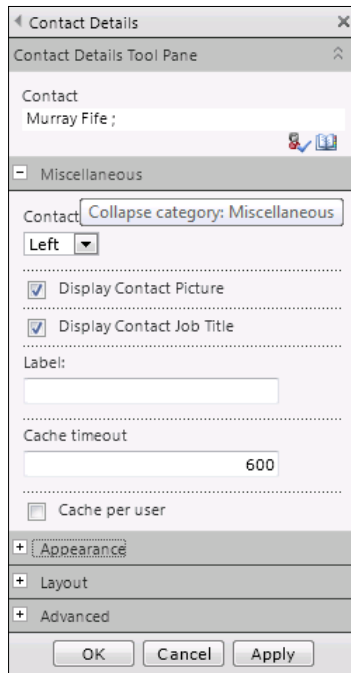 Contact Details
Contact Details Tool Pane
Contact
Murray Fife ;
Miscellaneous
Contact
Collapse category: Miscellaneous
Left
Display Contact Picture
Display Contact Job Title
Label:
Cache timeout
600
Cache per user
Appearance
Layout
Advanced
OK Cancel Apply